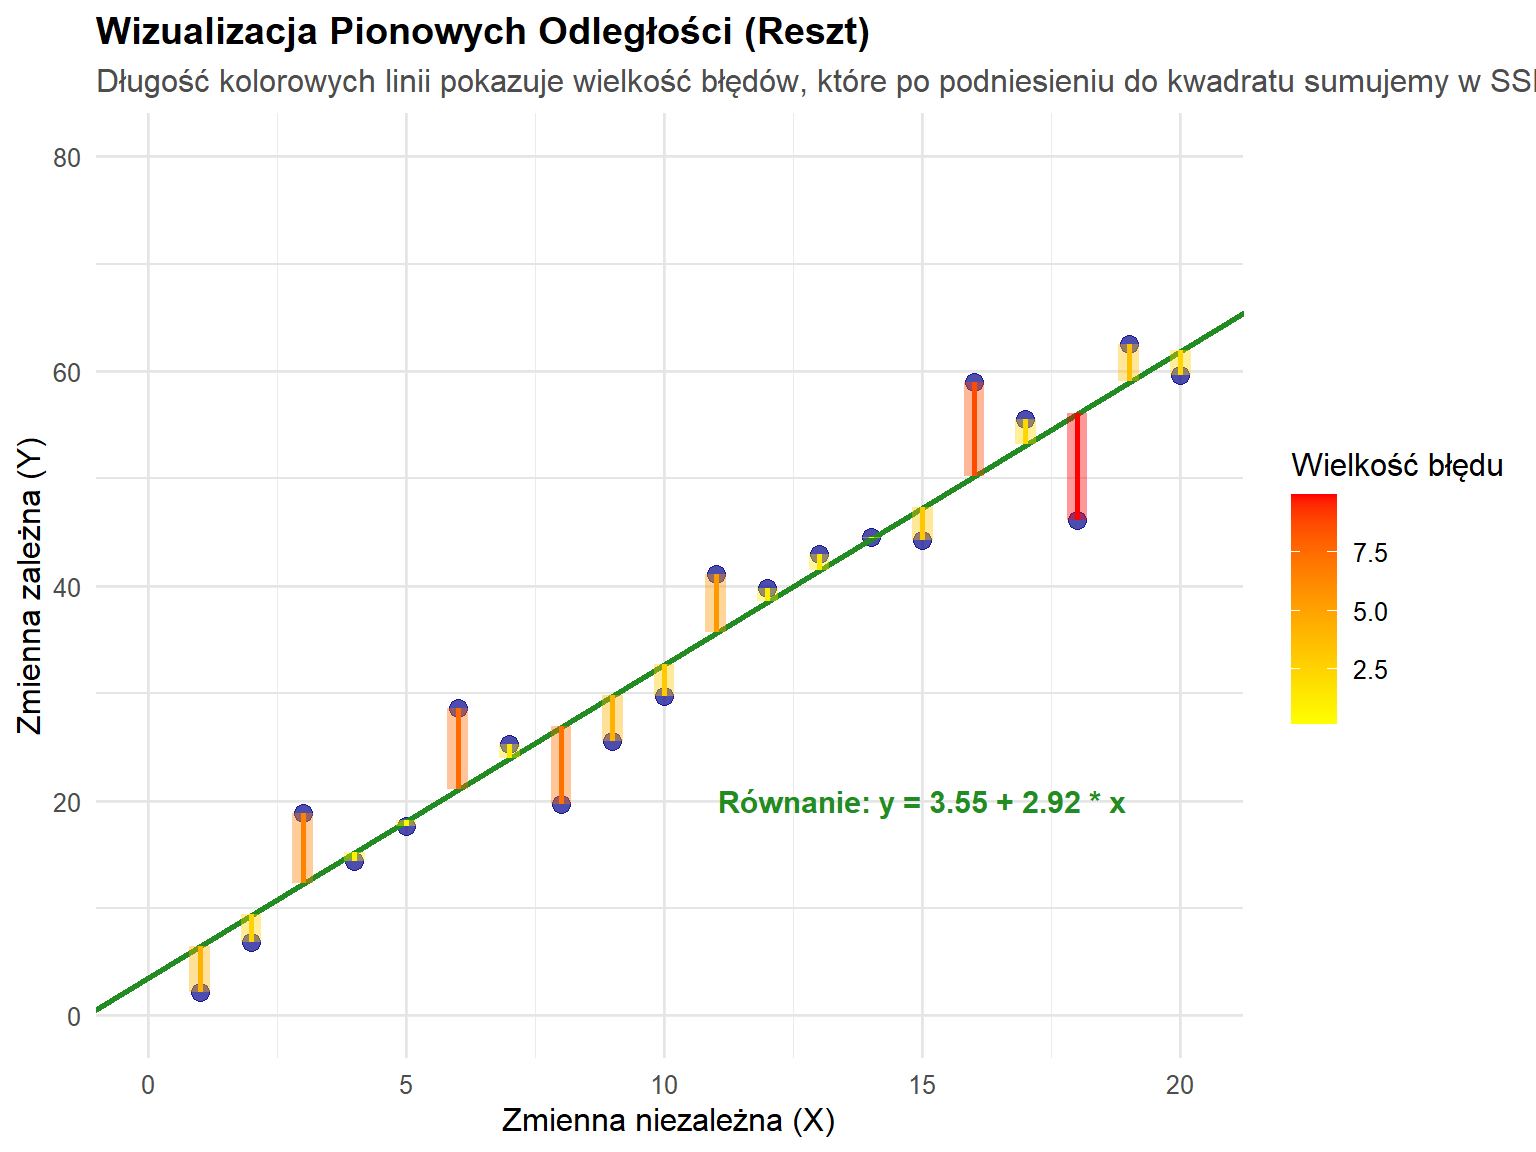 Wizualizacja Pionowych Odległości (Reszt)
Długość kolorowych linii pokazuje wielkość błędów, które po podniesieniu do kwadratu sumujemy w
80
60
40
20
0
Zmienna zależna (Y)
Równanie: y = 3.55 + 2.92 * x
0 5 10 15 20
Zmienna niezależna (X)
Wielkość błędu
7.5
5.0
2.5